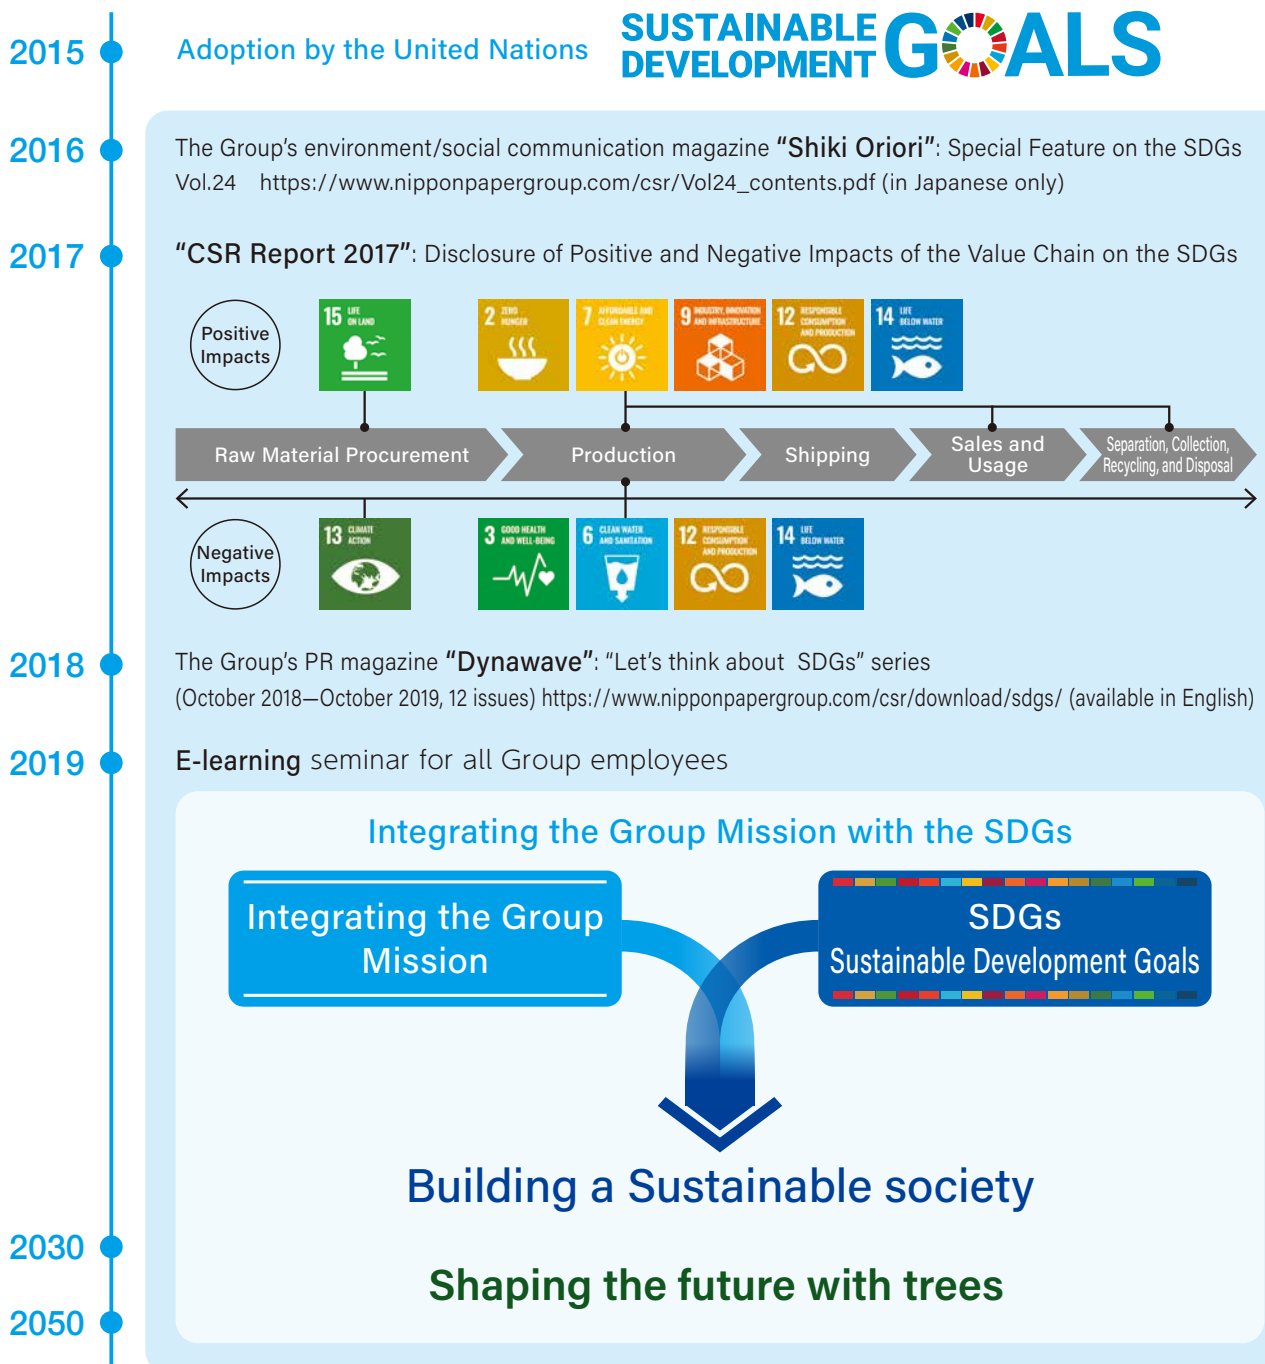 2015
Adoption by the United Nations
SUSTAINABLE
DEVELOPMENT
GOALS
2016
The Group's environment/social communication magazine “Shiki Oriori”: Special Feature on the SDGs
Vol.24 https://www.nipponpapergroup.com/csr/Vol24_contents.pdf (in Japanese only)
2017
“CSR Report 2017”: Disclosure of Positive and Negative Impacts of the Value Chain on the SDGs
Positive
Impacts
15 LIFE
ON LAND
2 ZERO
HUNGER
7 AFFORDABLE AND
CLEAN ENERGY
9 INDUSTRY, INNOVATION
AND INFRASTRUCTURE
12 RESPONSIBLE
CONSUMPTION
AND PRODUCTION
14 LIFE
BELOW WATER
Raw Material Procurement
Production
Shipping
Sales and
Usage
Separation, Collection,
Recycling, and Disposal
Negative
Impacts
13 CLIMATE
ACTION
3 GOOD HEALTH
AND WELL-BEING
6 CLEAN WATER
AND SANITATION
12 RESPONSIBLE
CONSUMPTION
AND PRODUCTION
14 LIFE
BELOW WATER
2018
The Group's PR magazine “Dynawave”: “Let's think about SDGs” series
(October 2018—October 2019, 12 issues) https://www.nipponpapergroup.com/csr/download/sdgs/ (available in English)
2019
E-learning seminar for all Group employees
Integrating the Group Mission with the SDGs
Integrating the Group
Mission
SDGs
Sustainable Development Goals
Building a Sustainable society
2030
Shaping the future with trees
2050